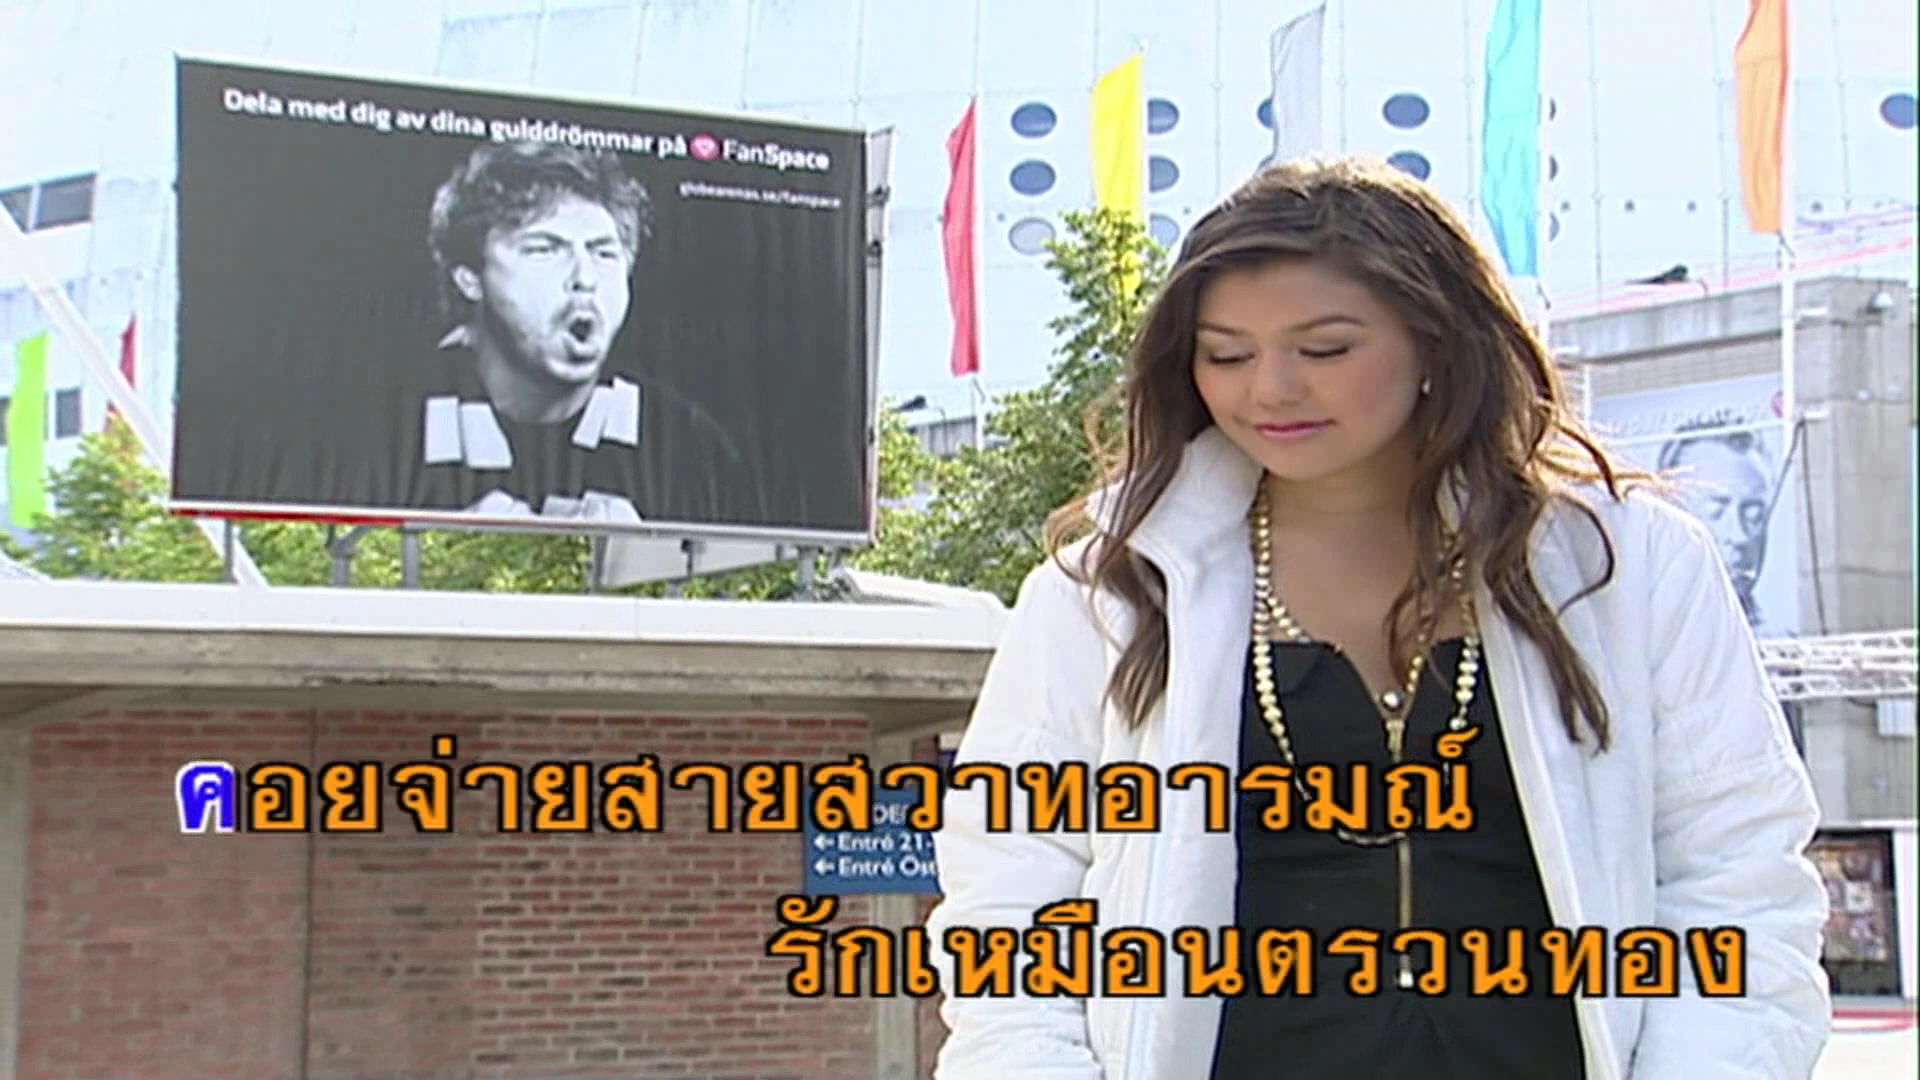 Dela med dig av dina gulddrömmar på FanSpace
globearenas.se/fanspace
Entré 21-
Entré Öst
คอยจ่ายสายสวาทอารมณ์
รักเหมือนตรวนทอง